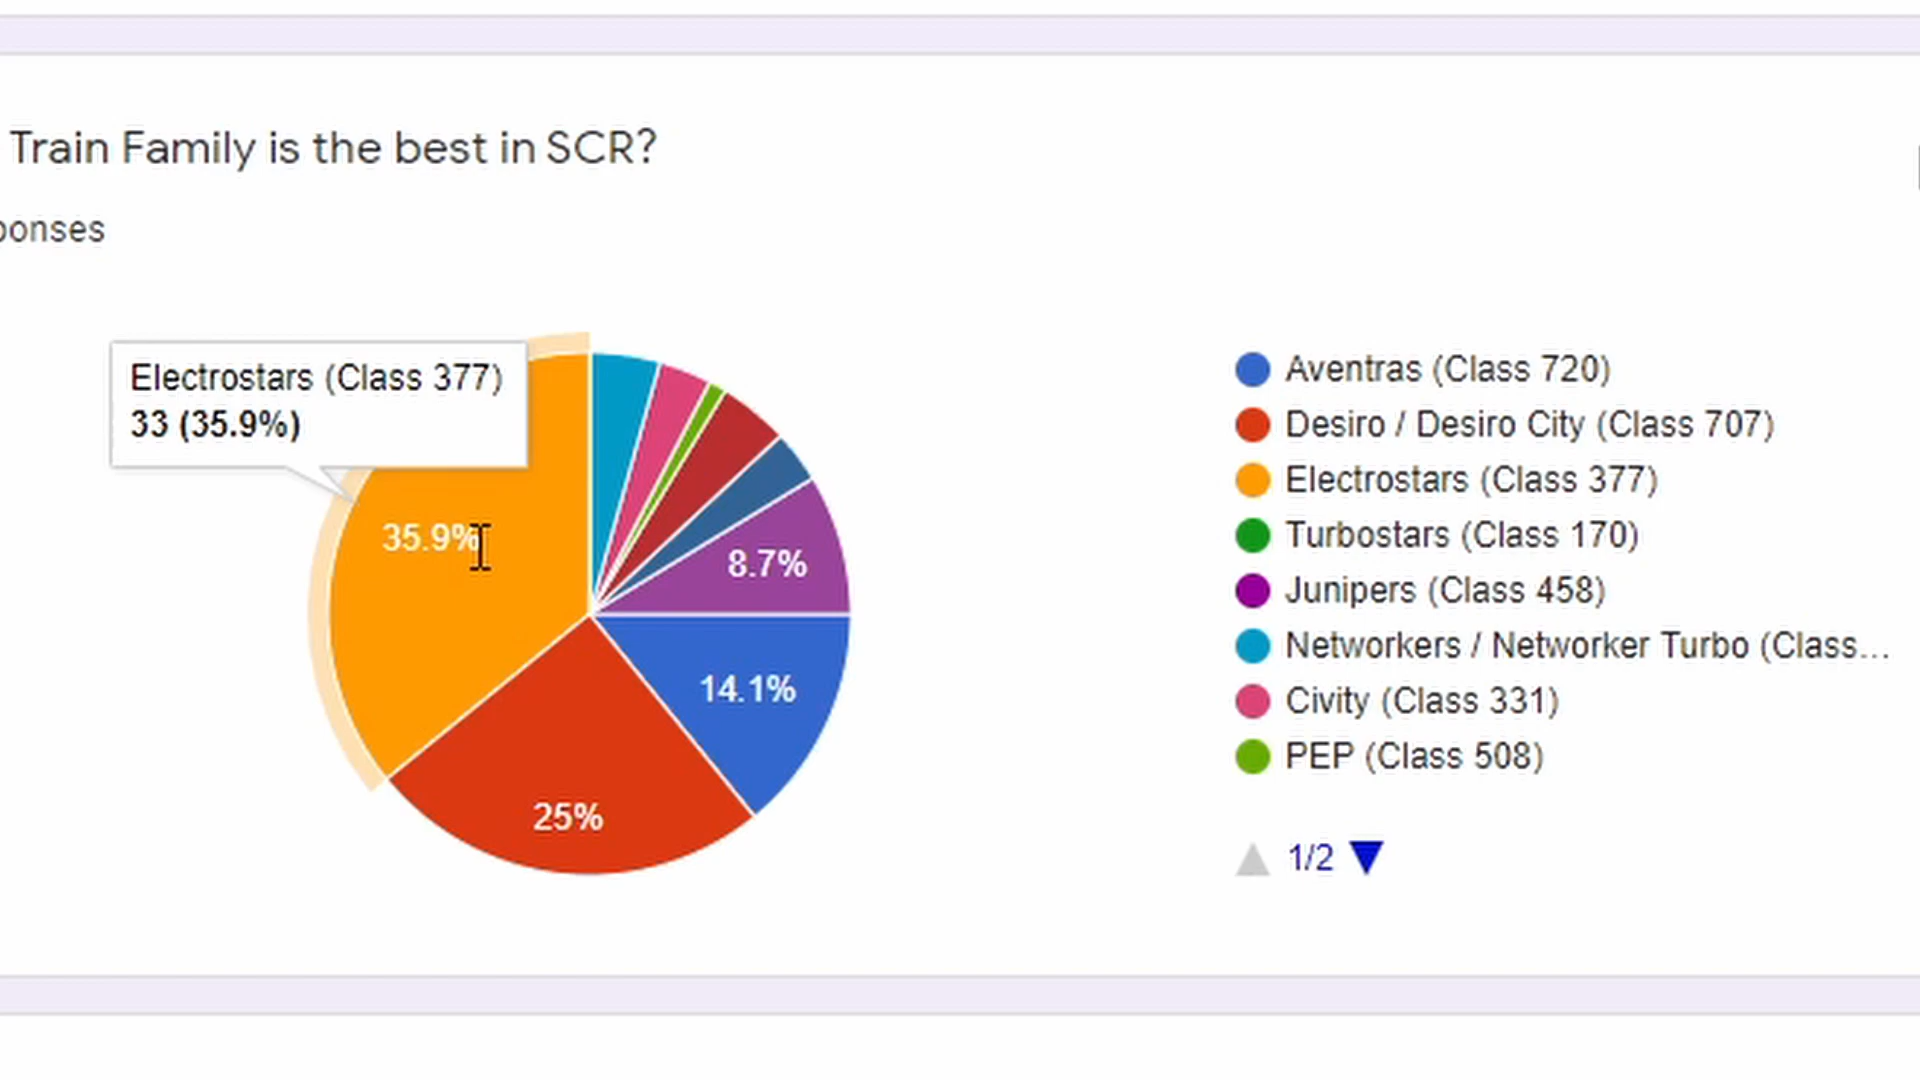 Train Family is the best in SCR?
ponses
Electrostars (Class 377)
33 (35.9%)
35.9%
8.7%
14.1%
25%
Aventras (Class 720)
Desiro / Desiro City (Class 707)
Electrostars (Class 377)
Turbostars (Class 170)
Junipers (Class 458)
Networkers / Networker Turbo (Class...
Civity (Class 331)
PEP (Class 508)
1/2